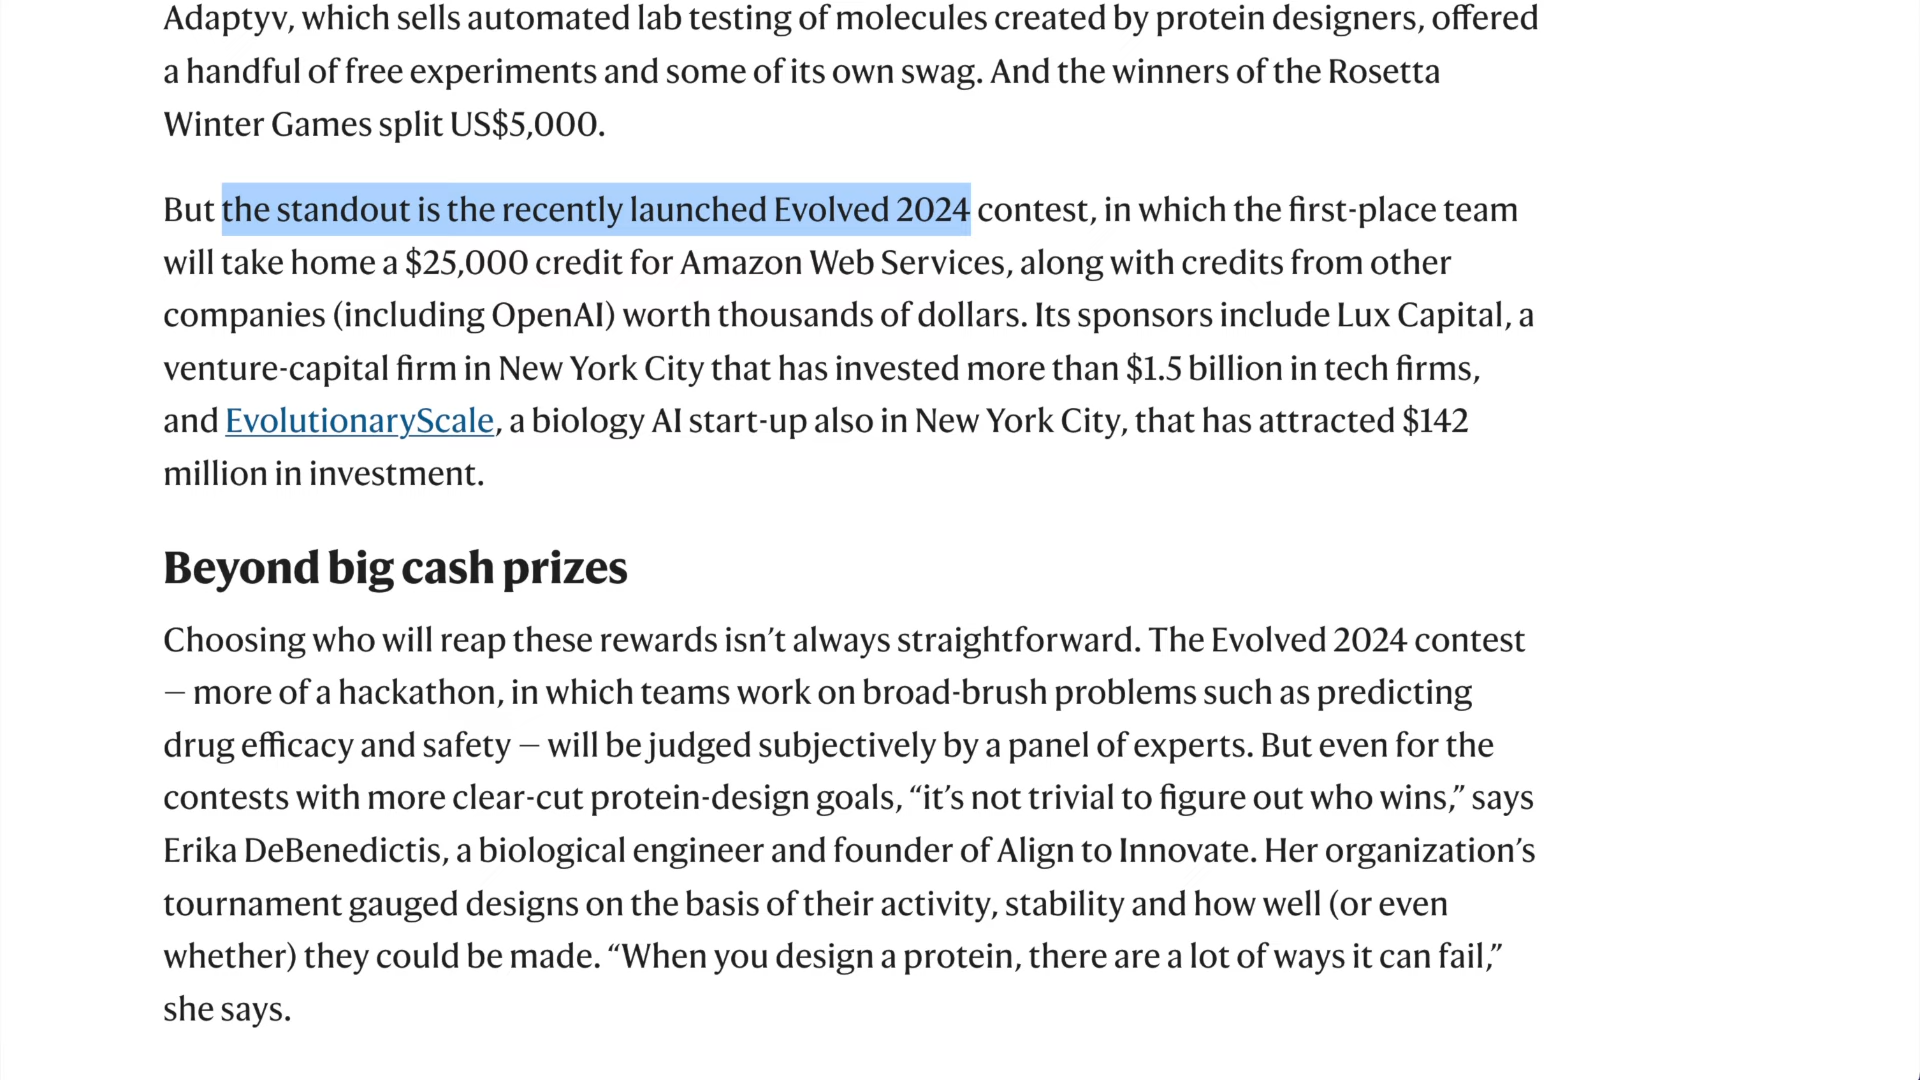 Adaptyv, which sells automated lab testing of molecules created by protein designers, offered
a handful of free experiments and some of its own swag. And the winners of the Rosetta
Winter Games split US$5,000.
But the standout is the recently launched Evolved 2024 contest, in which the first-place team
will take home a $25,000 credit for Amazon Web Services, along with credits from other
companies (including OpenAI) worth thousands of dollars. Its sponsors include Lux Capital, a
venture-capital firm in New York City that has invested more than $1.5 billion in tech firms,
and EvolutionaryScale, a biology AI start-up also in New York City, that has attracted $142
million in investment.
Beyond big cash prizes
Choosing who will reap these rewards isn’t always straightforward. The Evolved 2024 contest
— more of a hackathon, in which teams work on broad-brush problems such as predicting
drug efficacy and safety — will be judged subjectively by a panel of experts. But even for the
contests with more clear-cut protein-design goals, “it’s not trivial to figure out who wins,” says
Erika DeBenedictis, a biological engineer and founder of Align to Innovate. Her organization’s
tournament gauged designs on the basis of their activity, stability and how well (or even
whether) they could be made. “When you design a protein, there are a lot of ways it can fail,”
she says.